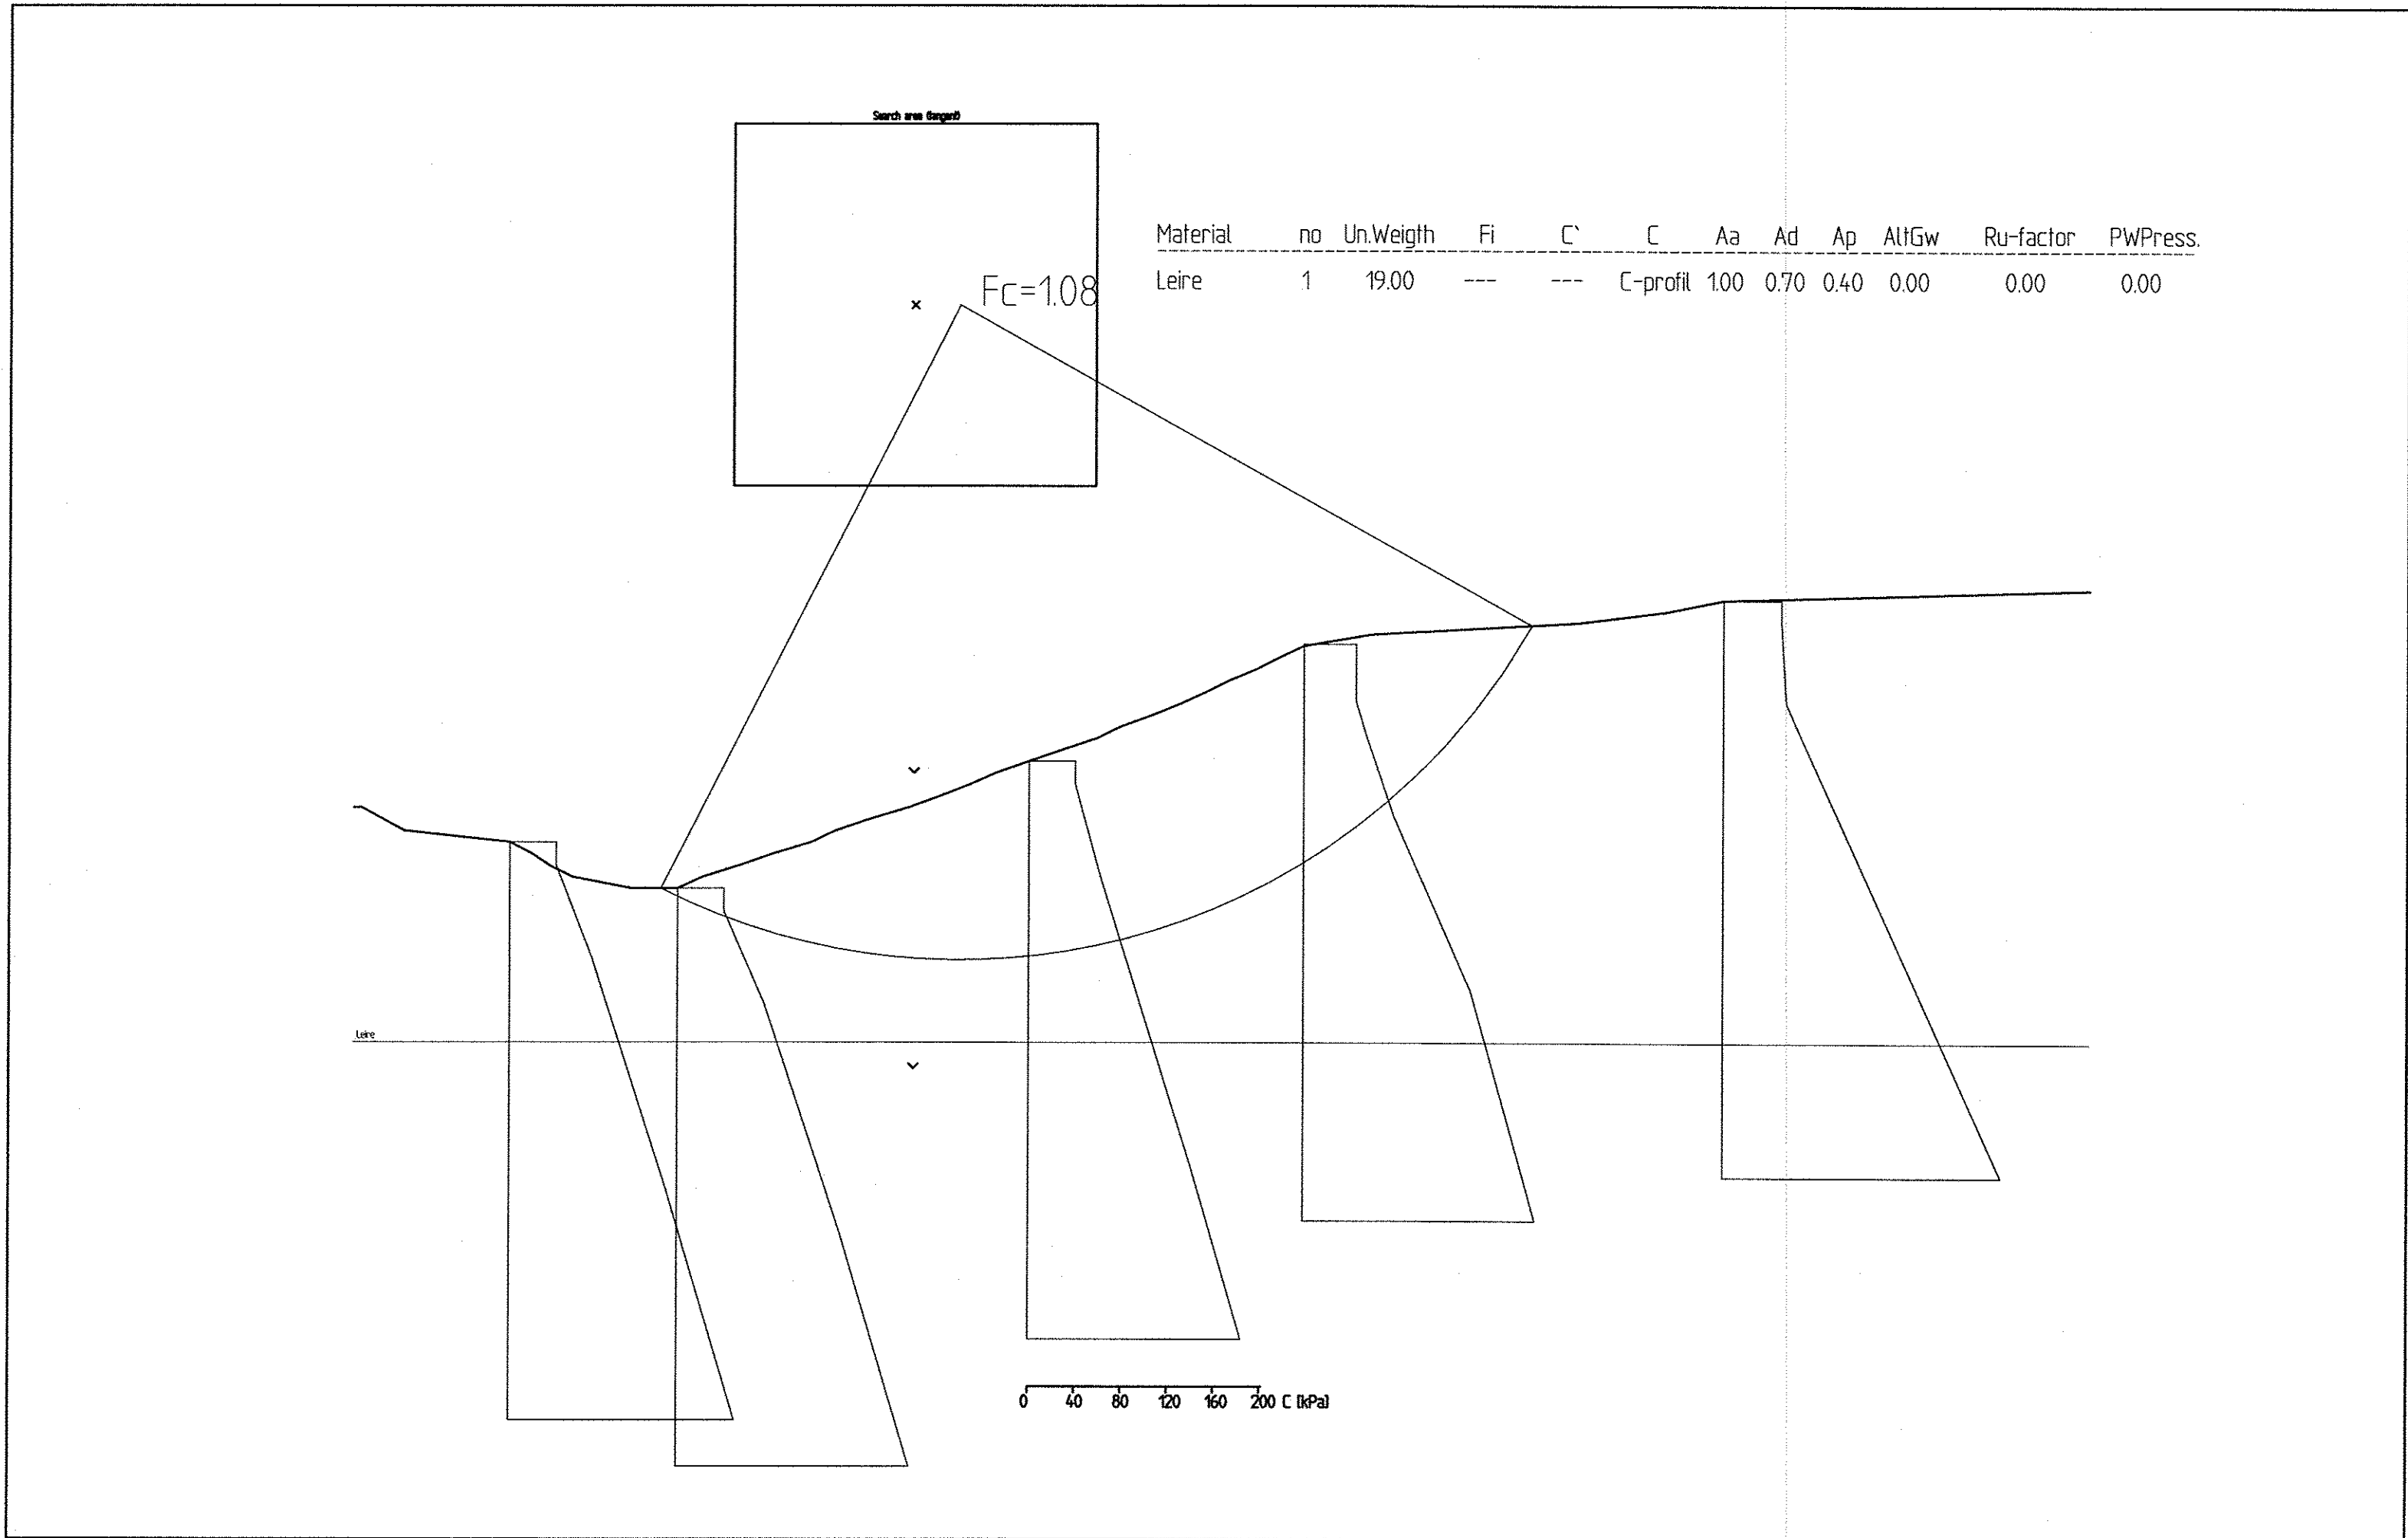 Search area (tangent)
Material no Un.Weigth Fi C` C Aa Ad Ap AltGw Ru-factor PWPress.
Leire 1 19.00 --- --- C-profil 1.00 0.70 0.40 0.00 0.00 0.00
Fc=1.08
Leire
0 40 80 120 160 200 C [kPa]